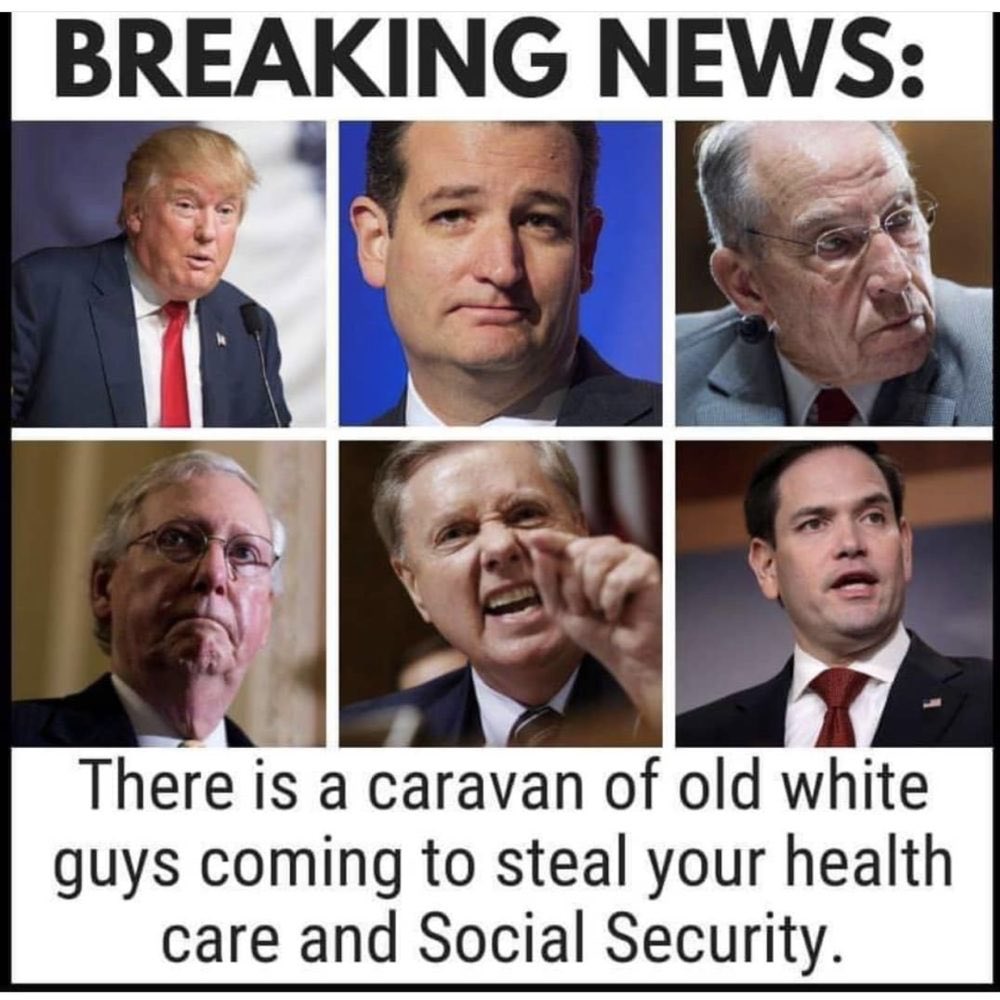 BREAKING NEWS:
There is a caravan of old white
guys coming to steal your health
care and Social Security.